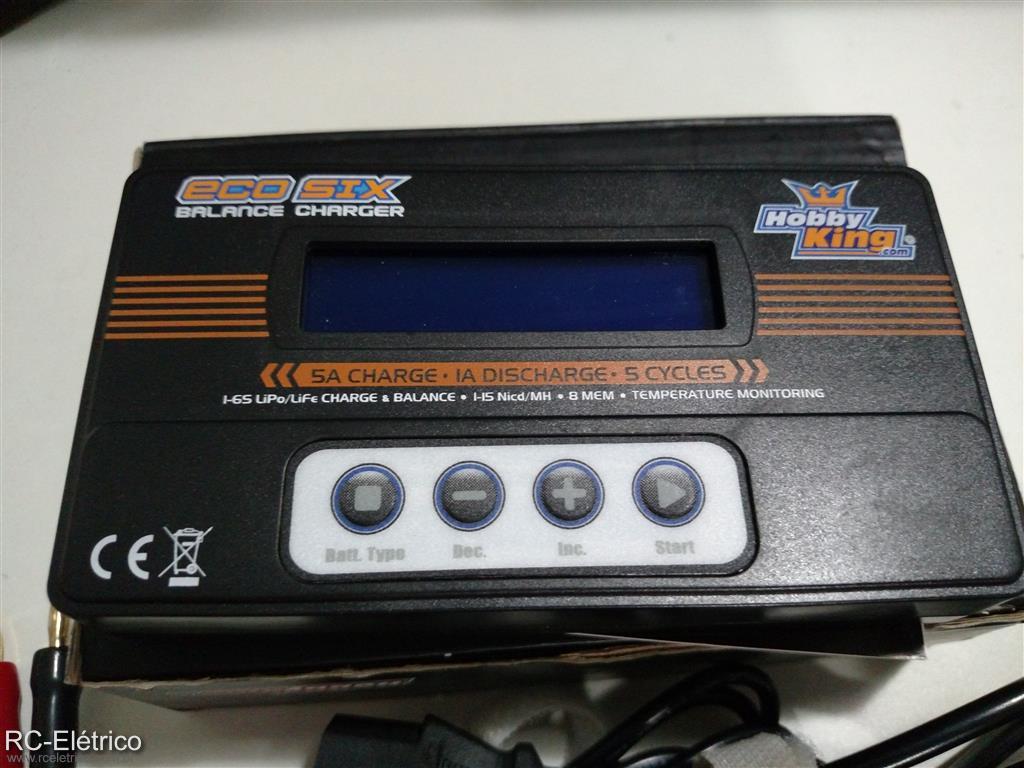 eco six
BALANCE CHARGER
Hobby
King®
.com
5A CHARGE • 1A DISCHARGE • 5 CYCLES
1-6S LiPo/LiFe CHARGE & BALANCE • 1-15 Nicd/MH • 8 MEM • TEMPERATURE MONITORING
Batt. Type
Dec.
Inc.
Start
CE
RC-Elétrico